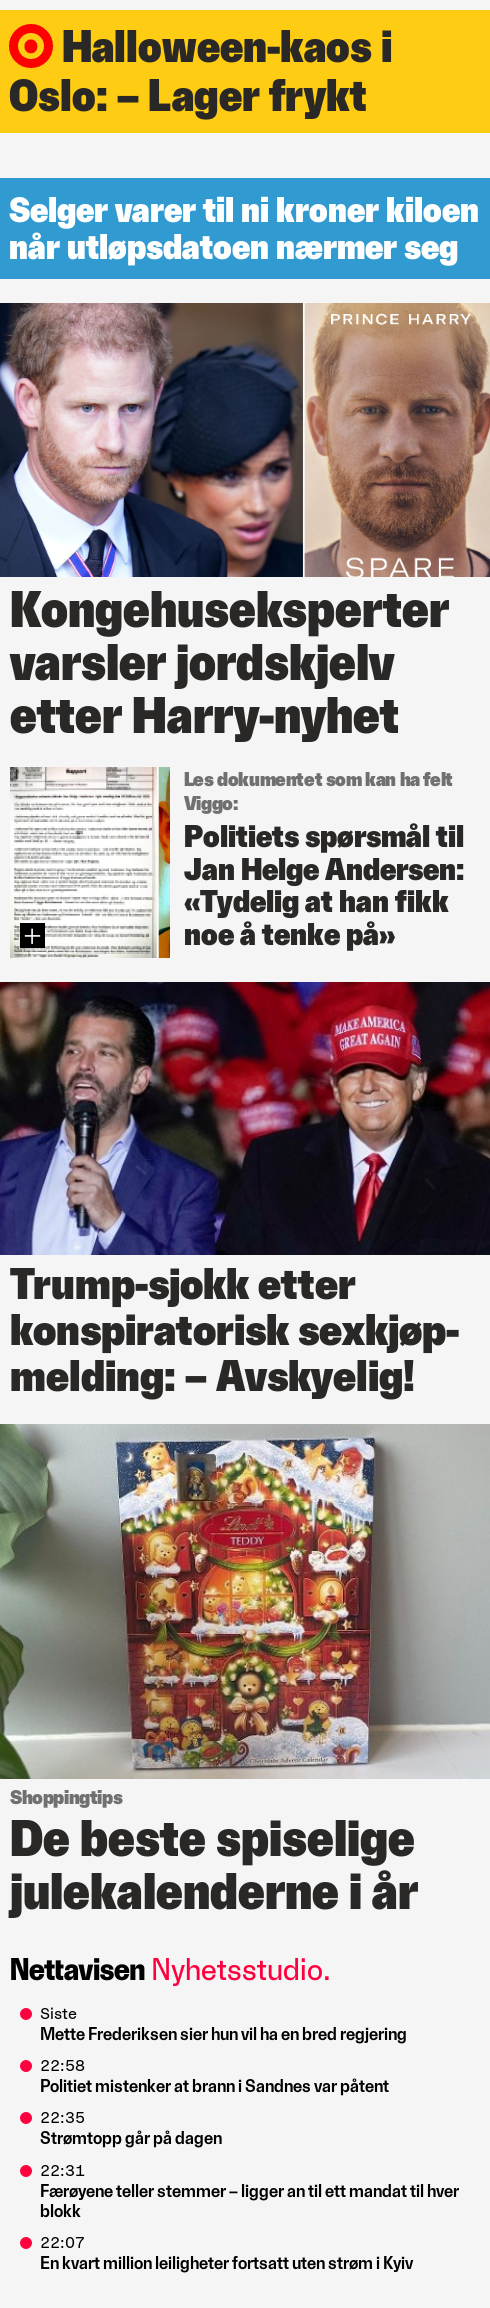 Halloween-kaos i
Oslo: – Lager frykt
Selger varer til ni kroner kiloen
når utløpsdatoen nærmer seg
PRINCE HARRY
SPARE
Kongehuseksperter
varsler jordskjelv
etter Harry-nyhet
Rapport
Les dokumentet som kan ha felt
Viggo:
Politiets spørsmål til
Jan Helge Andersen:
«Tydelig at han fikk
noe å tenke på»
MAKE AMERICA
GREAT AGAIN
Trump-sjokk etter
konspiratorisk sexkjøp-
melding: – Avskyelig!
Lindt
TEDDY
Chocolate Advent Calendar
Shoppingtips
De beste spiselige
julekalenderne i år
Nettavisen Nyhetsstudio.
Siste
Mette Frederiksen sier hun vil ha en bred regjering
22:58
Politiet mistenker at brann i Sandnes var påtent
22:35
Strømtopp går på dagen
22:31
Færøyene teller stemmer – ligger an til ett mandat til hver
blokk
22:07
En kvart million leiligheter fortsatt uten strøm i Kyiv